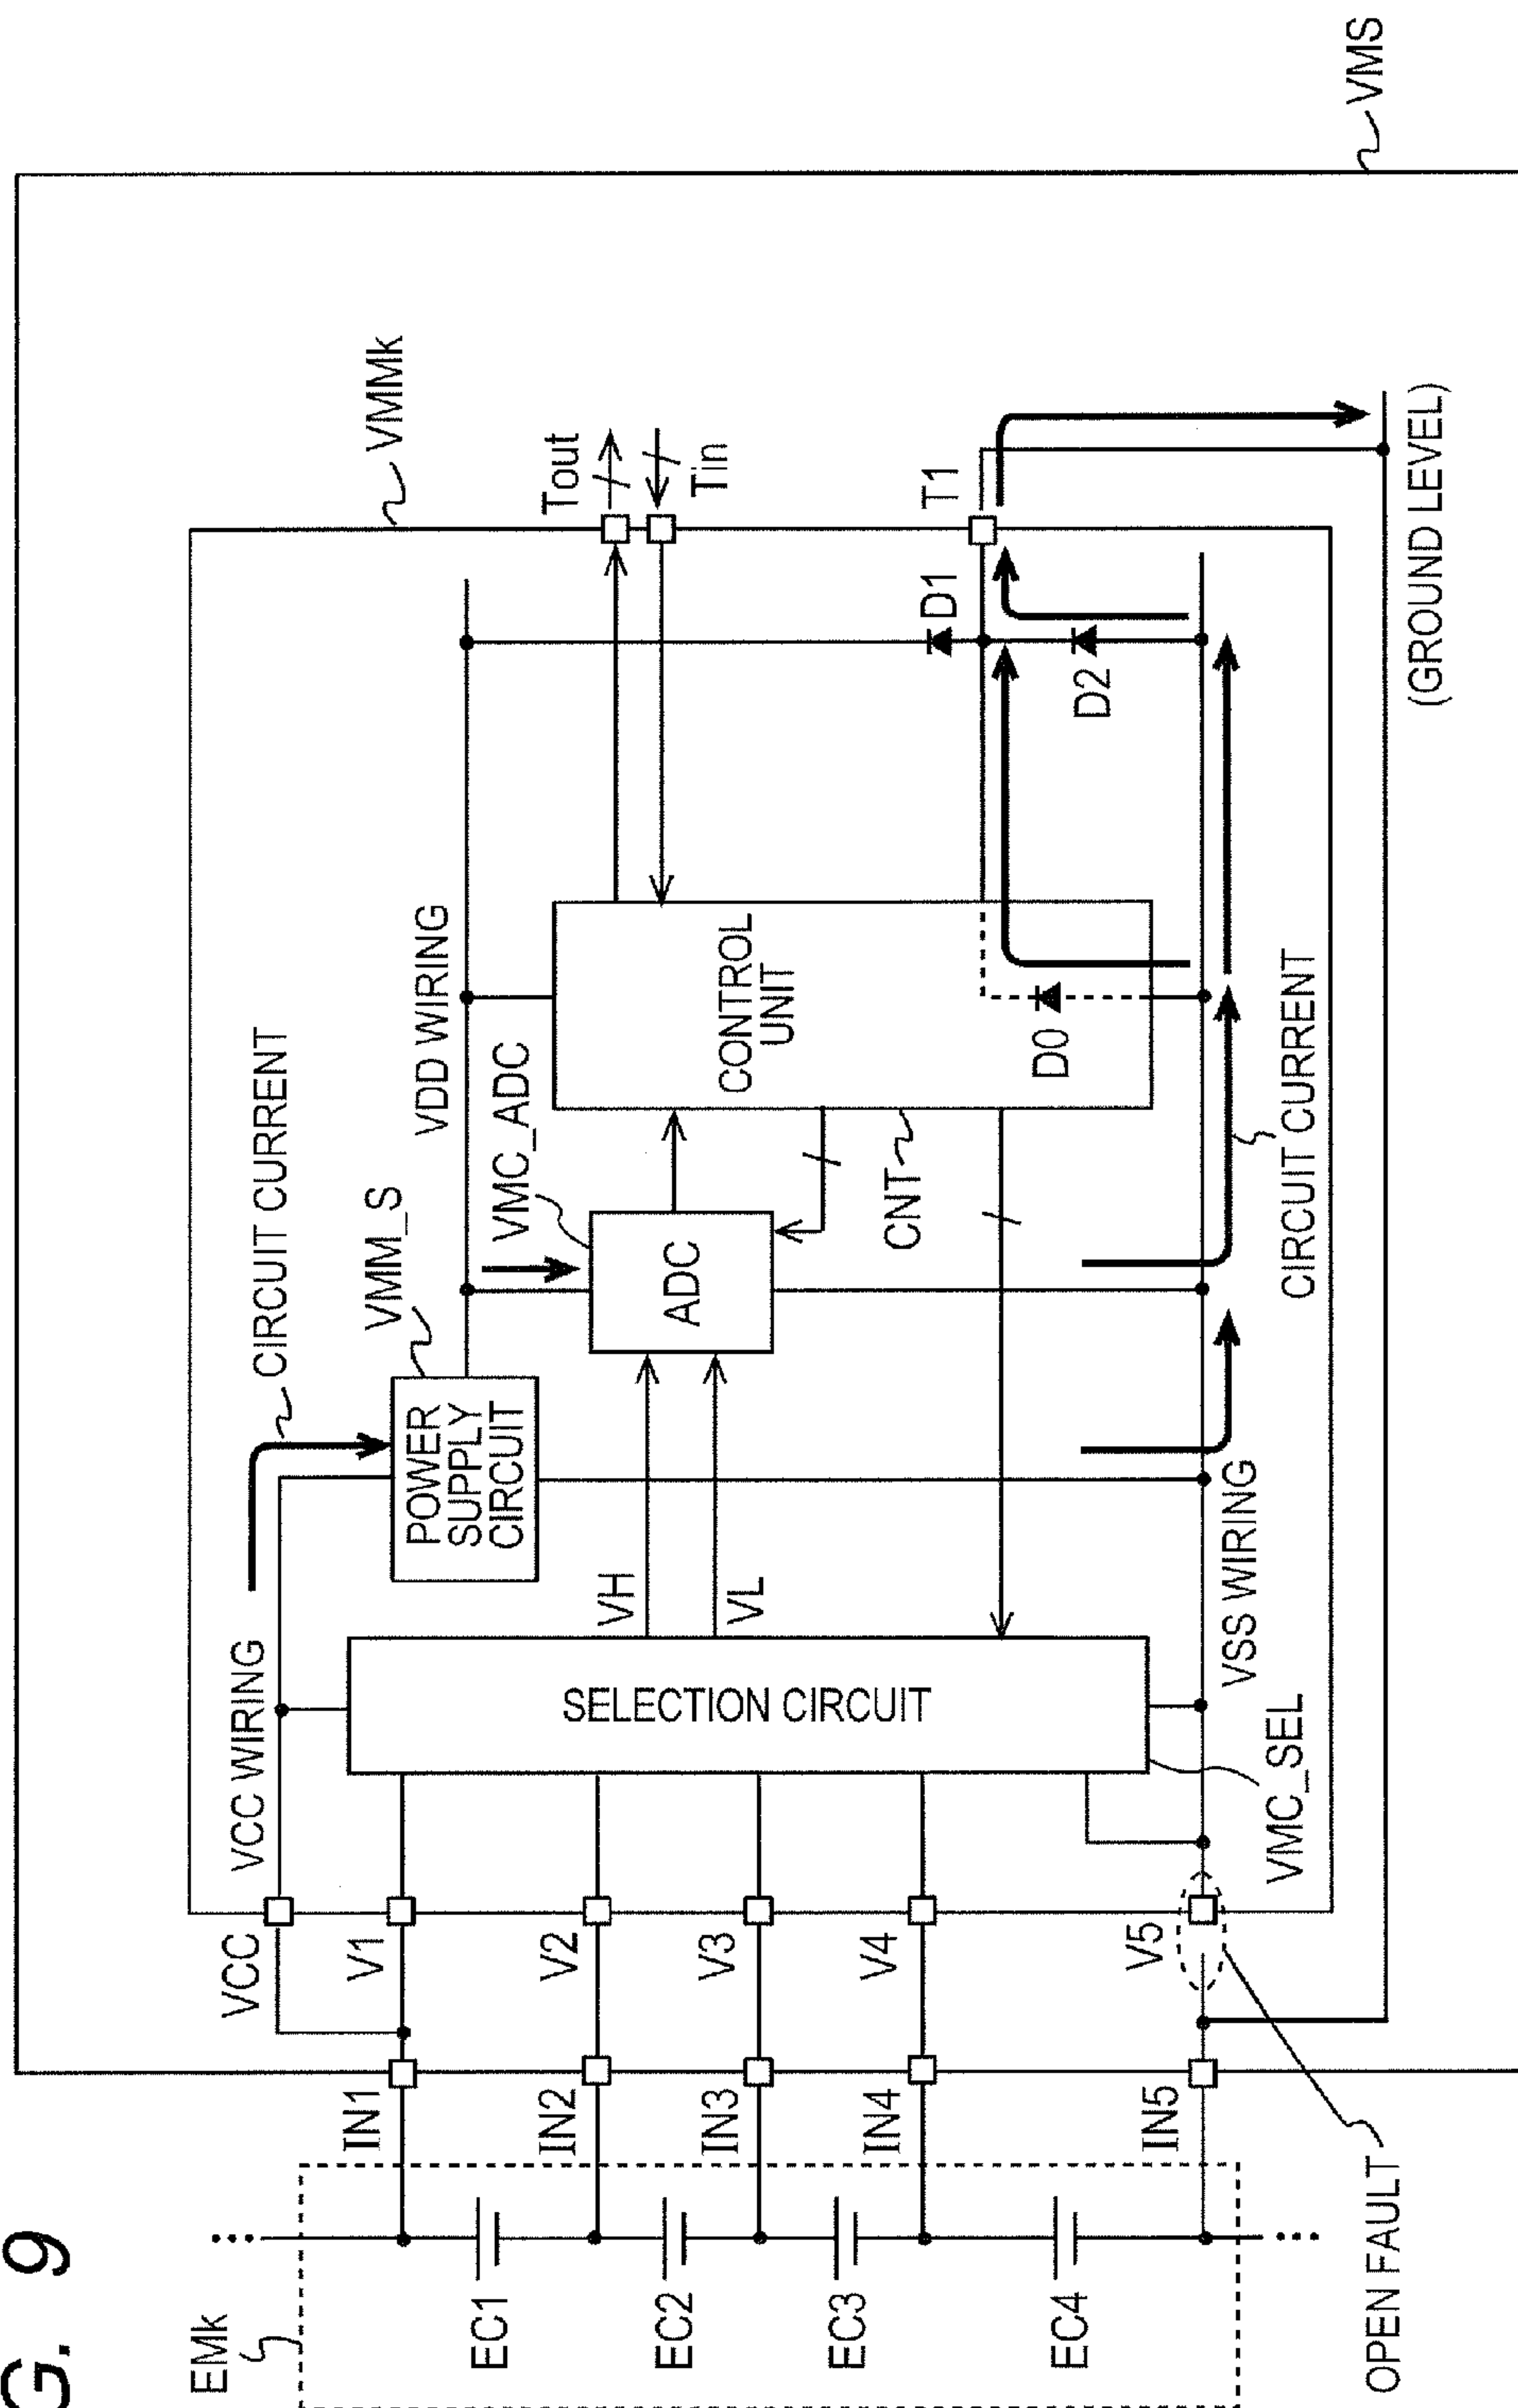 G. 9
VMS
VMMk
EMk
CIRCUIT CURRENT
VCC WIRING
VCC
VMM_S
VDD WIRING
POWER
SUPPLY
CIRCUIT
VMC_ADC
Tout
Tin
IN1
V1
EC1
IN2
V2
VH
VL
ADC
EC2
IN3
V3
SELECTION CIRCUIT
CONTROL
UNIT
CNT
EC3
IN4
V4
D1
T1
D0
D2
EC4
IN5
V5
VMC_SEL
VSS WIRING
CIRCUIT CURRENT
OPEN FAULT
(GROUND LEVEL)